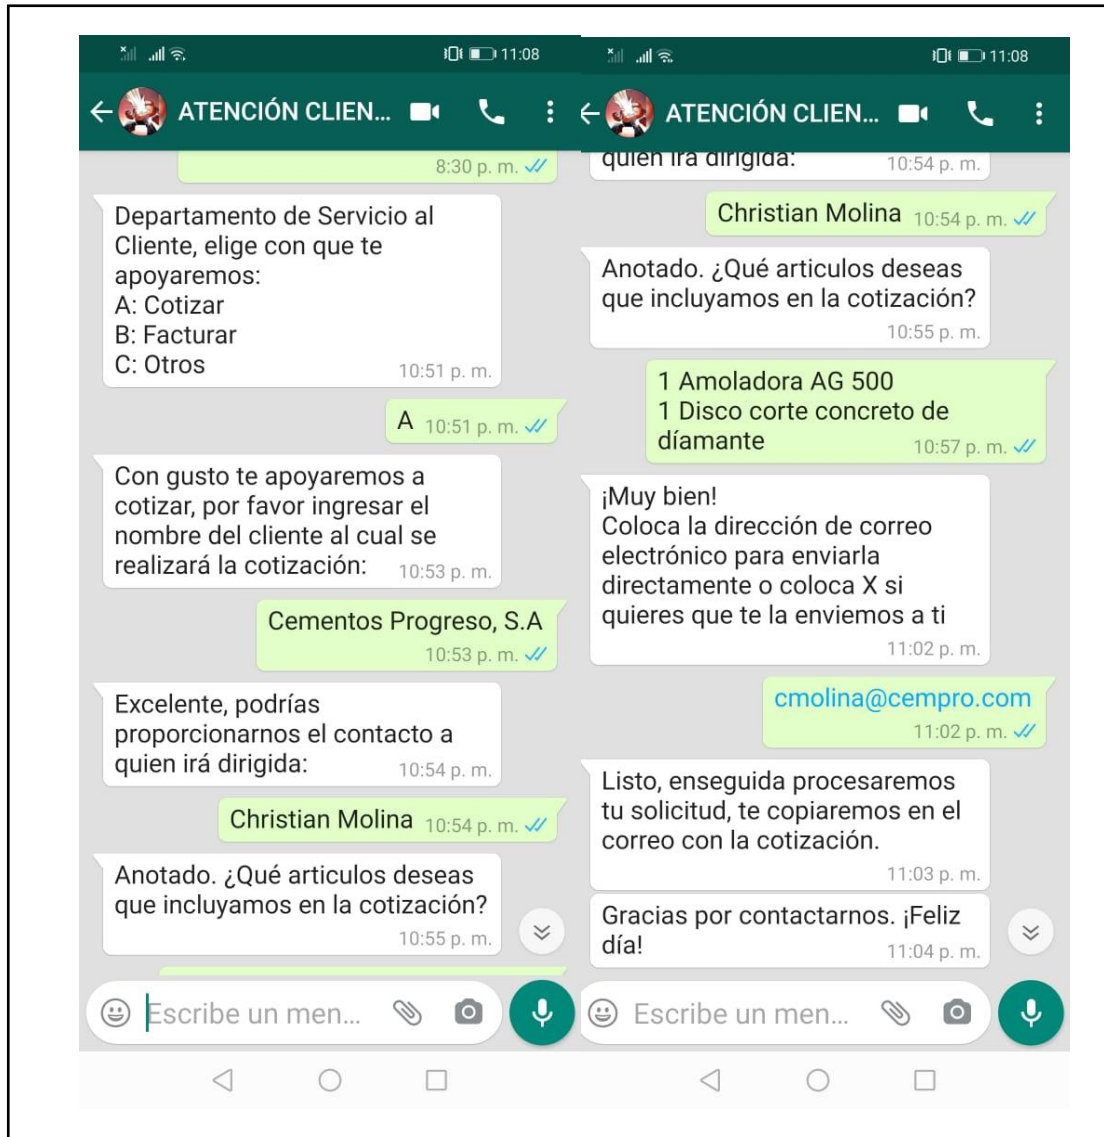 11:08
ATENCIÓN CLIEN...
8:30 p. m.
Departamento de Servicio al
Cliente, elige con que te
apoyaremos:
A: Cotizar
B: Facturar
C: Otros
10:51 p. m.
A 10:51 p. m.
Con gusto te apoyaremos a
cotizar, por favor ingresar el
nombre del cliente al cual se
realizará la cotización: 10:53 p. m.
Cementos Progreso, S.A
10:53 p. m.
Excelente, podrías
proporcionarnos el contacto a
quien irá dirigida: 10:54 p. m.
Christian Molina 10:54 p. m.
Anotado. ¿Qué articulos deseas
que incluyamos en la cotización?
10:55 p. m.
Escribe un men...
11:08
ATENCIÓN CLIEN...
quien irá dirigida: 10:54 p. m.
Christian Molina 10:54 p. m.
Anotado. ¿Qué articulos deseas
que incluyamos en la cotización?
10:55 p. m.
1 Amoladora AG 500
1 Disco corte concreto de
díamante 10:57 p. m.
¡Muy bien!
Coloca la dirección de correo
electrónico para enviarla
directamente o coloca X si
quieres que te la enviemos a ti
11:02 p. m.
cmolina@cempro.com
11:02 p. m.
Listo, enseguida procesaremos
tu solicitud, te copiaremos en el
correo con la cotización.
11:03 p. m.
Gracias por contactarnos. ¡Feliz
día! 11:04 p. m.
Escribe un men...